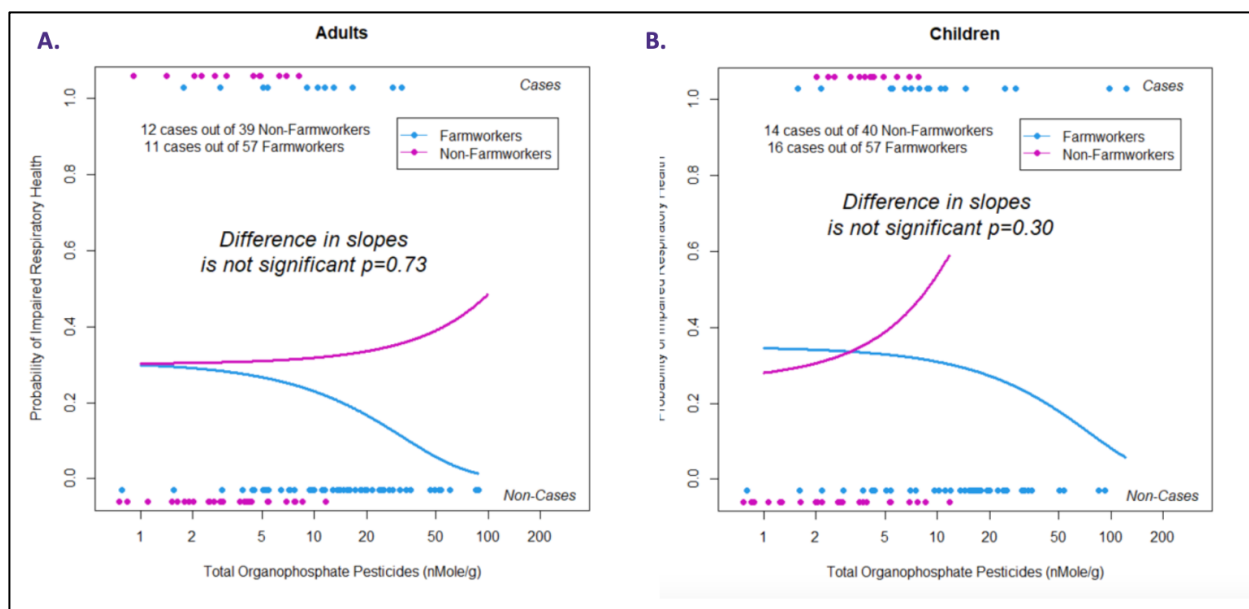 A.
Adults
Cases
12 cases out of 39 Non-Farmworkers
11 cases out of 57 Farmworkers
Farmworkers
Non-Farmworkers
Difference in slopes
is not significant p=0.73
Non-Cases
Probability of Impaired Respiratory Health
0.0 0.2 0.4 0.6 0.8 1.0
1 2 5 10 20 50 100 200
Total Organophosphate Pesticides (nMole/g)
B.
Children
Cases
14 cases out of 40 Non-Farmworkers
16 cases out of 57 Farmworkers
Farmworkers
Non-Farmworkers
Difference in slopes
is not significant p=0.30
Non-Cases
Probability of Impaired Respiratory Health
0.0 0.2 0.4 0.6 0.8 1.0
1 2 5 10 20 50 100 200
Total Organophosphate Pesticides (nMole/g)